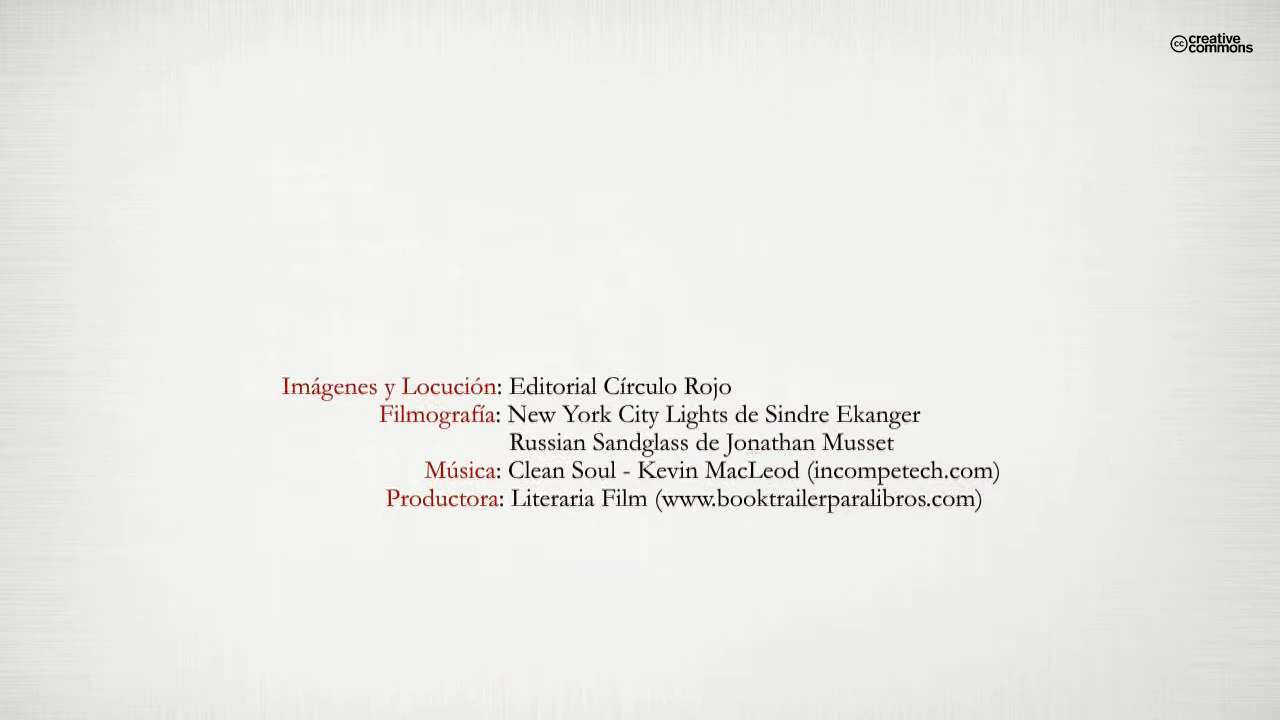 creative
commons
Imágenes y Locución: Editorial Círculo Rojo
Filmografía: New York City Lights de Sindre Ekanger
Russian Sandglass de Jonathan Musset
Música: Clean Soul - Kevin MacLeod (incompetech.com)
Productora: Literaria Film (www.booktrailerparalibros.com)